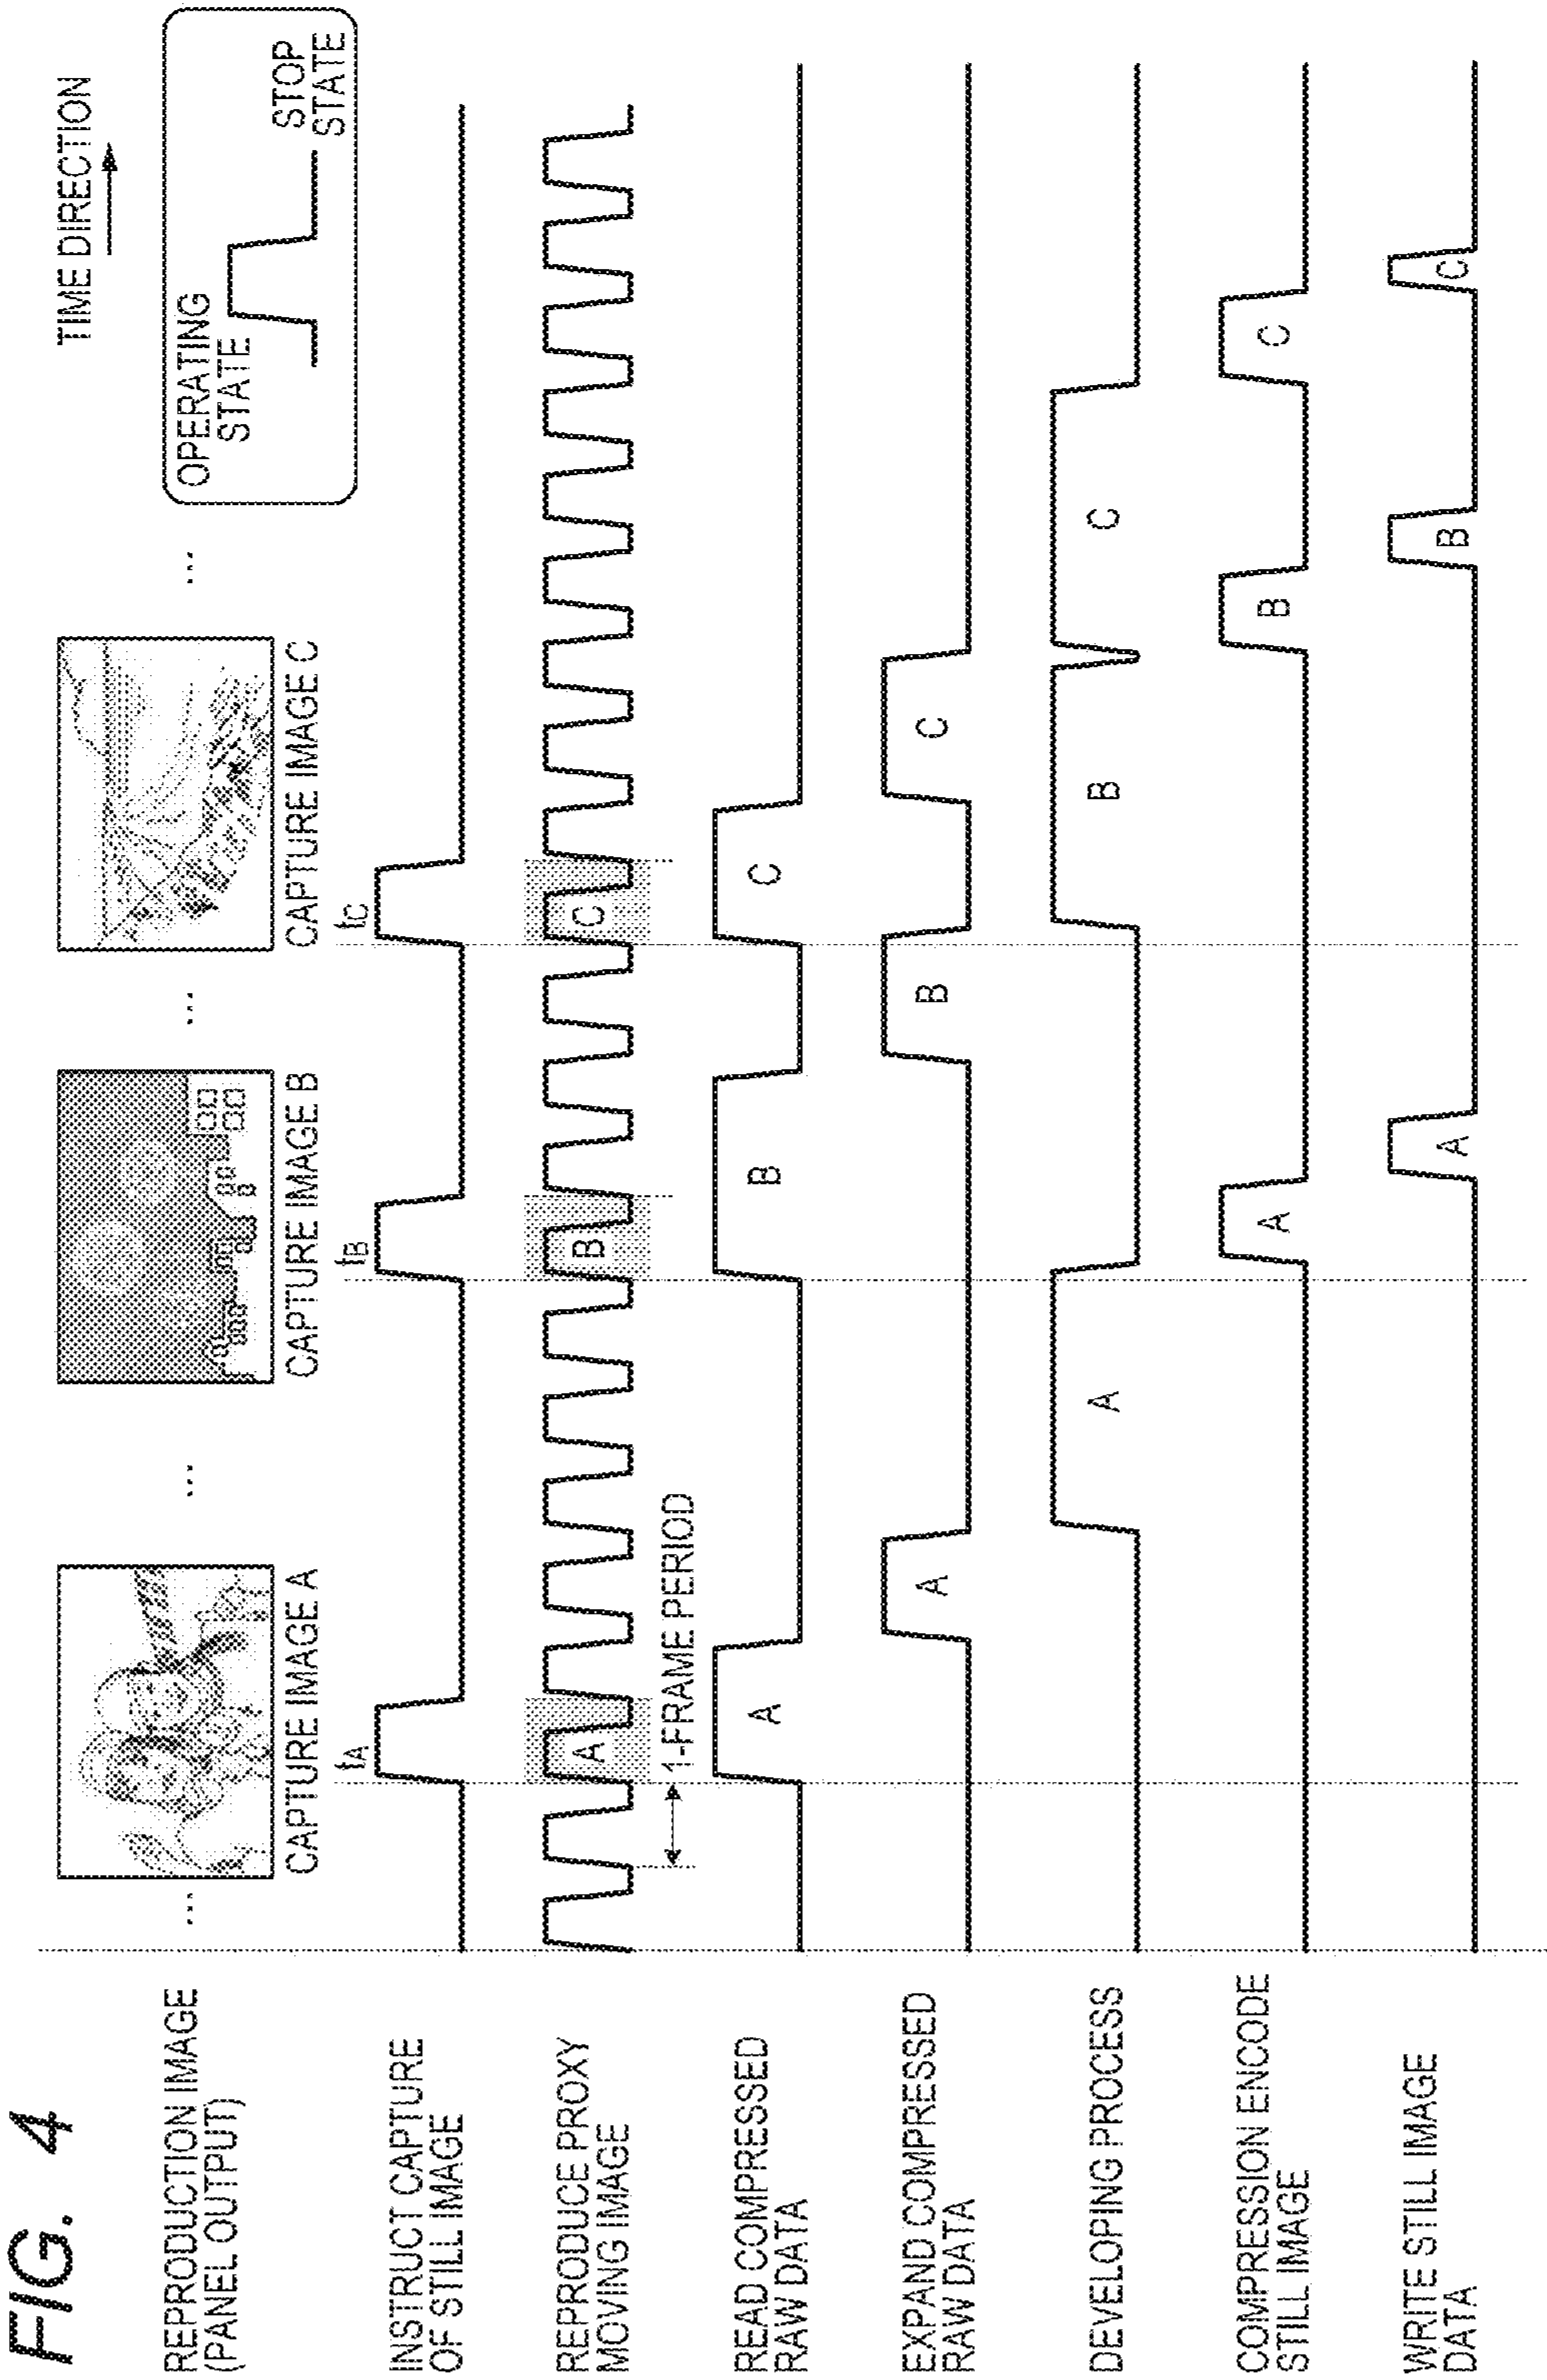 FIG. 4
TIME DIRECTION
OPERATING
STATE
STOP
STATE
REPRODUCTION IMAGE
(PANEL OUTPUT)
...
...
...
...
CAPTURE IMAGE A
CAPTURE IMAGE B
CAPTURE IMAGE C
INSTRUCT CAPTURE
OF STILL IMAGE
tA
tB
tC
REPRODUCE PROXY
MOVING IMAGE
A
B
C
1-FRAME PERIOD
READ COMPRESSED
RAW DATA
A
B
C
EXPAND COMPRESSED
RAW DATA
A
B
C
DEVELOPING PROCESS
A
B
C
COMPRESSION ENCODE
STILL IMAGE
A
B
C
WRITE STILL IMAGE
DATA
A
B
C